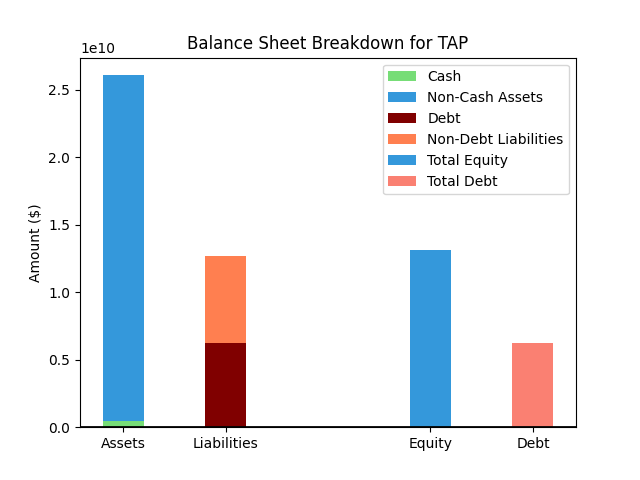 Balance Sheet Breakdown for TAP
1e10
Cash
Non-Cash Assets
Debt
Non-Debt Liabilities
Total Equity
Total Debt
Amount ($)
2.5
2.0
1.5
1.0
0.5
0.0
Assets Liabilities Equity Debt